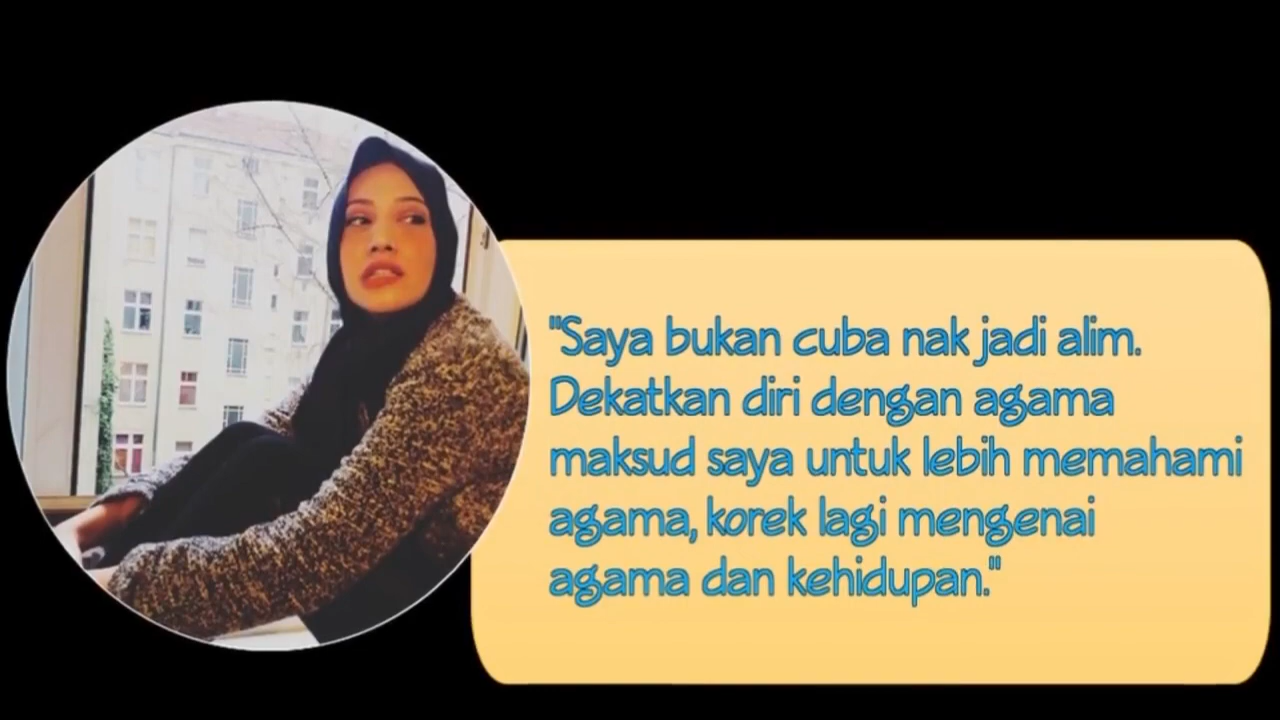 "Saya bukan cuba nak jadi alim.
Dekatkan diri dengan agama
maksud saya untuk lebih memahami
agama, korek lagi mengenai
agama dan kehidupan."